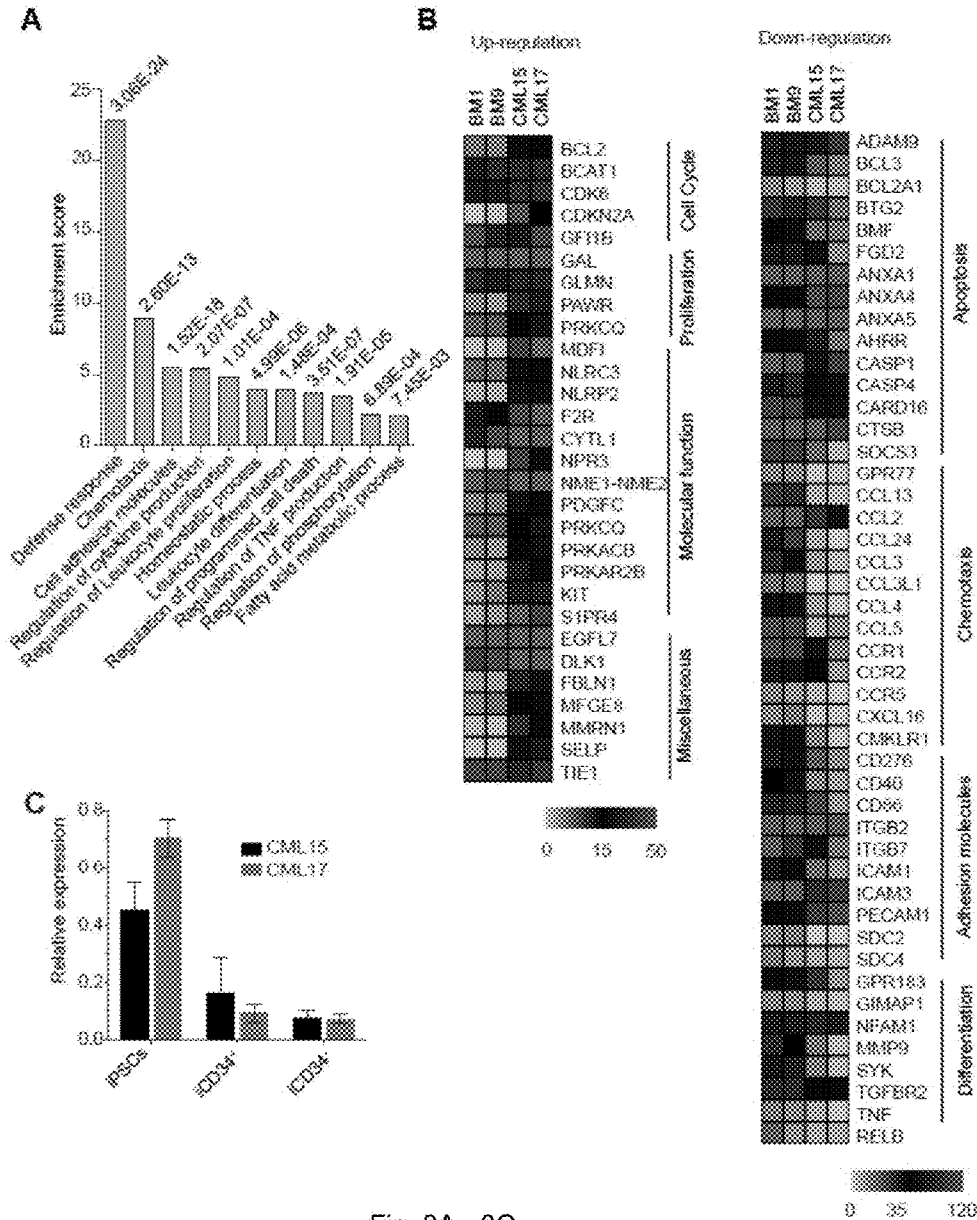 A
25
20
15
10
5
0
Enrichment score
3.06E-24
2.60E-13
1.52E-18
2.07E-07
1.01E-04
4.99E-06
1.48E-04
3.51E-07
1.91E-05
6.89E-04
7.45E-03
Defense response
Chemotaxis
Cell adhesion molecules
Regulation of cytokine production
Regulation of Leukocyte proliferation
Homeostatic process
Leukocyte differentiation
Regulation of programmed cell death
Regulation of TNF production
Regulation of phosphorylation
Fatty acid metabolic process
B
Up-regulation
BM1
BM9
CML15
CML17
BCL2
BCAT1
CDK6
CDKN2A
GFI1B
GAL
GLMN
PAWR
PRKCQ
MDFI
NLRC3
NLRP2
F2R
CYTL1
NPR3
NME1-NME2
PDGFC
PRKCQ
PRKACB
PRKAR2B
KIT
S1PR4
EGFL7
DLK1
FBLN1
MFGE8
MMRN1
SELP
TIE1
Cell Cycle
Proliferation
Molecular function
Miscellaneous
0 15 50
Down-regulation
BM1
BM9
CML15
CML17
ADAM9
BCL3
BCL2A1
BTG2
BMF
FGD2
ANXA1
ANXA4
ANXA5
AHRR
CASP1
CASP4
CARD16
CTSB
SOCS3
GPR77
CCL13
CCL2
CCL24
CCL3
CCL3L1
CCL4
CCL5
CCR1
CCR2
CCR5
CXCL16
CMKLR1
CD276
CD40
CD86
ITGB2
ITGB7
ICAM1
ICAM3
PECAM1
SDC2
SDC4
GPR183
GIMAP1
NFAM1
MMP9
SYK
TGFBR2
TNF
RELB
Apoptosis
Chemotaxis
Adhesion molecules
Differentiation
0 35 120
C
0.8
0.6
0.4
0.2
0.0
Relative expression
CML15
CML17
iPSCs
iCD34+
iCD34-